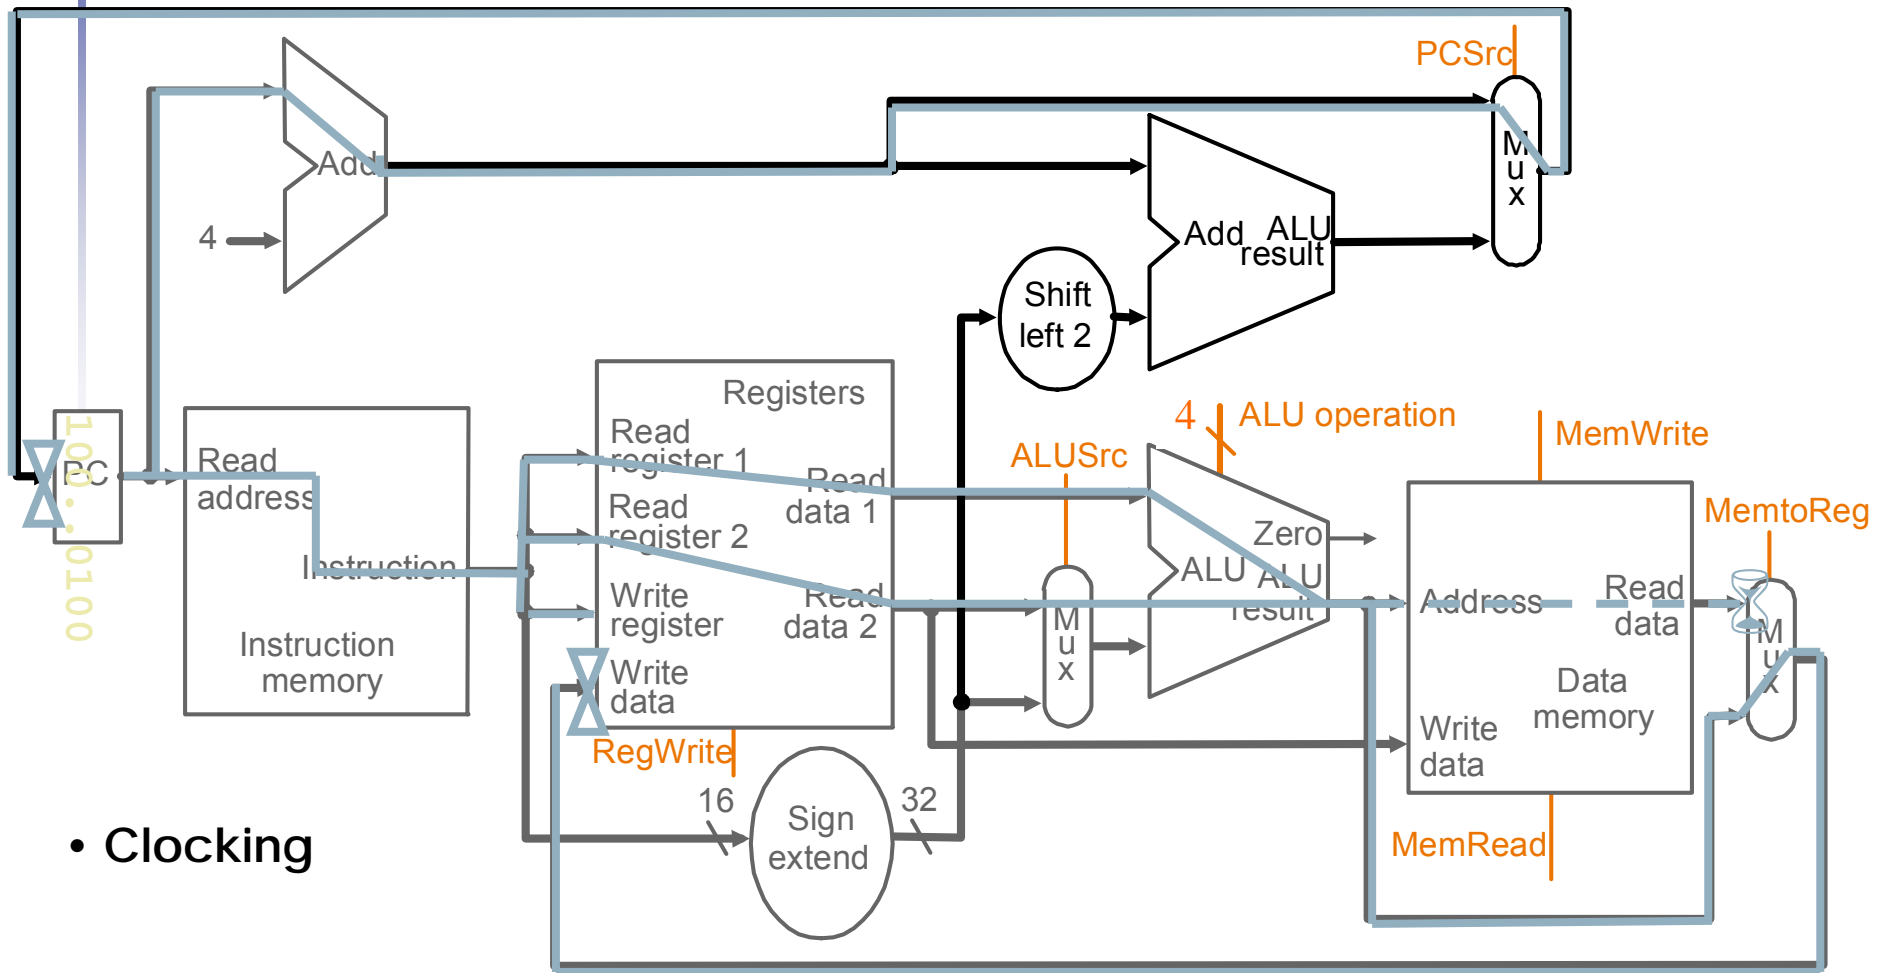 PCSrc
Add
4
M
u
x
Add
ALU
result
Shift
left 2
100...0100
PC
Read
address
Instruction
Instruction
memory
Registers
Read
register 1
Read
data 1
Read
register 2
Read
data 2
Write
register
Write
data
RegWrite
16
Sign
extend
32
ALUSrc
M
u
x
4
ALU operation
Zero
ALU
ALU
result
MemWrite
Address
Read
data
Data
memory
Write
data
MemRead
MemtoReg
M
u
x
• Clocking